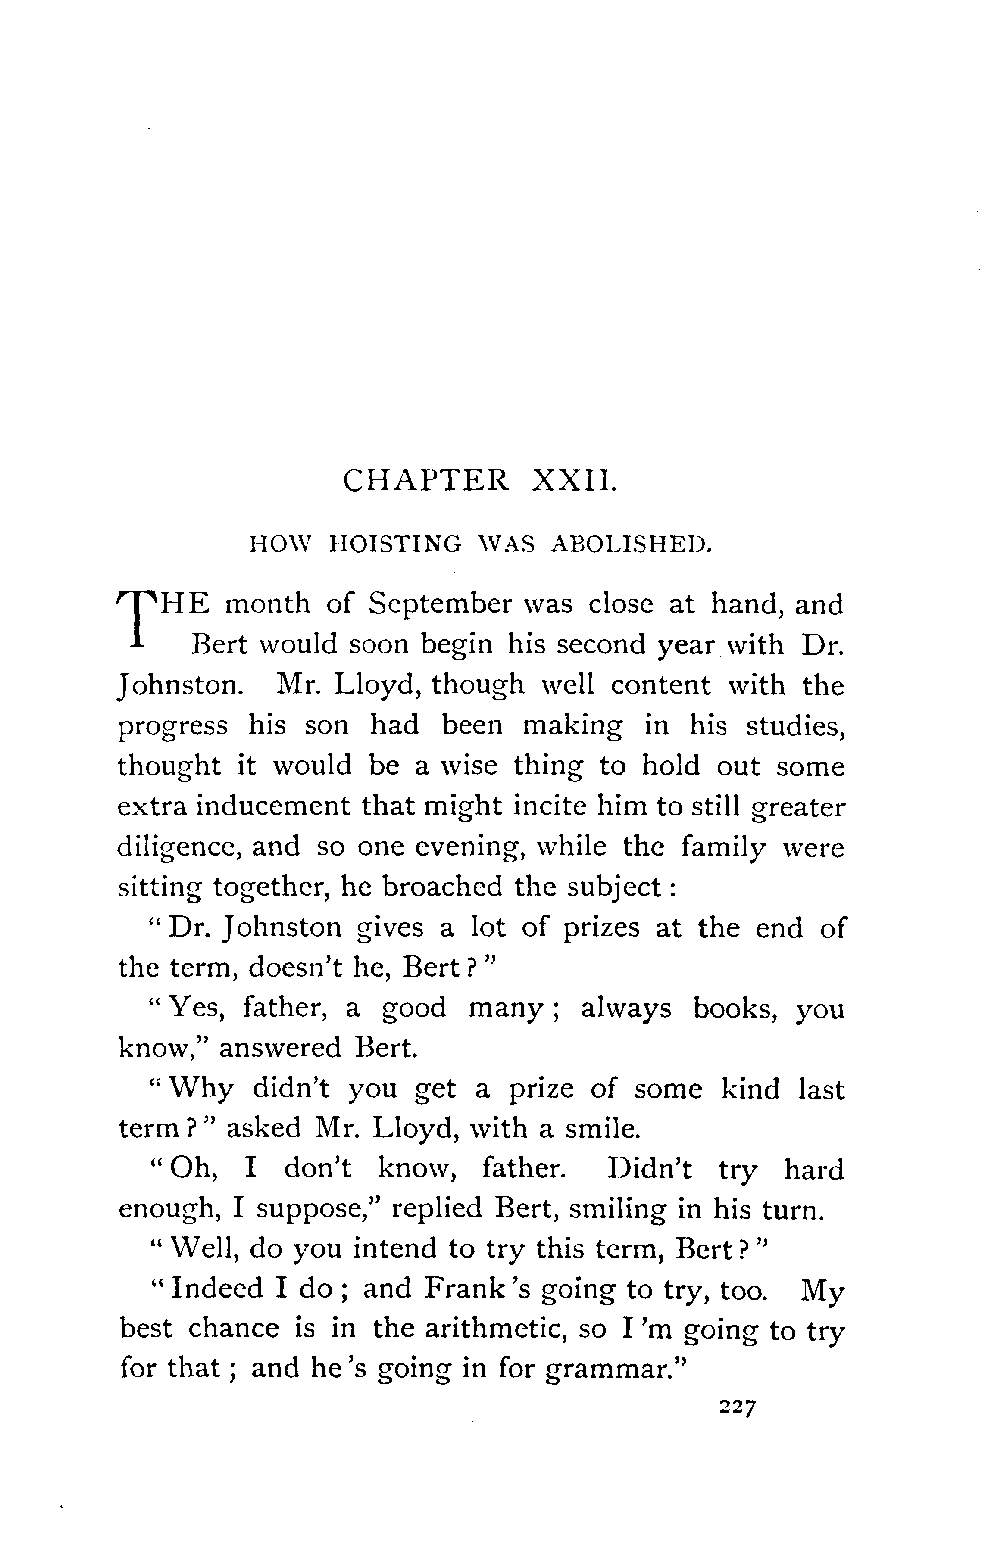 CHAPTER XXII.
HOW HOISTING WAS ABOLISHED.
THE month of September was close at hand, and
Bert would soon begin his second year with Dr.
Johnston. Mr. Lloyd, though well content with the
progress his son had been making in his studies,
thought it would be a wise thing to hold out some
extra inducement that might incite him to still greater
diligence, and so one evening, while the family were
sitting together, he broached the subject :
“ Dr. Johnston gives a lot of prizes at the end of
the term, doesn’t he, Bert ? ”
“ Yes, father, a good many ; always books, you
know,” answered Bert.
“ Why didn’t you get a prize of some kind last
term ? ” asked Mr. Lloyd, with a smile.
“ Oh, I don’t know, father. Didn’t try hard
enough, I suppose,” replied Bert, smiling in his turn.
“ Well, do you intend to try this term, Bert ? ”
“ Indeed I do ; and Frank ’s going to try, too. My
best chance is in the arithmetic, so I ’m going to try
for that ; and he ’s going in for grammar.”
227